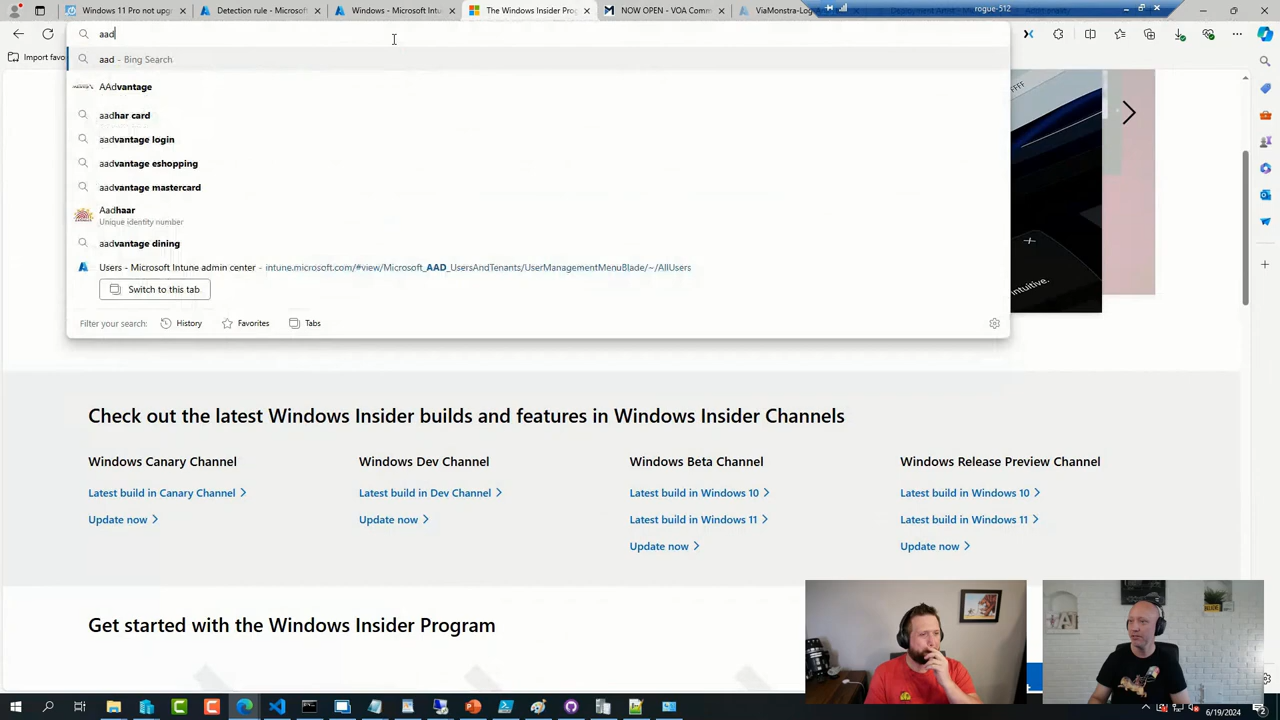 Windows 11 Pro not upg
Detection rule - Microsof
Windows - Microsoft Intu
The Windows Insider Pro
NOW OPEN - VOA Comm
ViaMonstra-Log
rogue-512
aad
Import favo
aad - Bing Search
AAdvantage
aadhar card
aadvantage login
aadvantage eshopping
aadvantage mastercard
Aadhaar
Unique identity number
aadvantage dining
Users - Microsoft Intune admin center - intune.microsoft.com/#view/Microsoft_AAD_UsersAndTenants/UserManagementMenuBlade/~/AllUsers
Switch to this tab
Filter your search: History Favorites Tabs
intuitive.
Check out the latest Windows Insider builds and features in Windows Insider Channels
Windows Canary Channel
Latest build in Canary Channel
Update now
Windows Dev Channel
Latest build in Dev Channel
Update now
Windows Beta Channel
Latest build in Windows 10
Latest build in Windows 11
Update now
Windows Release Preview Channel
Latest build in Windows 10
Latest build in Windows 11
Update now
Get started with the Windows Insider Program
6/19/2024